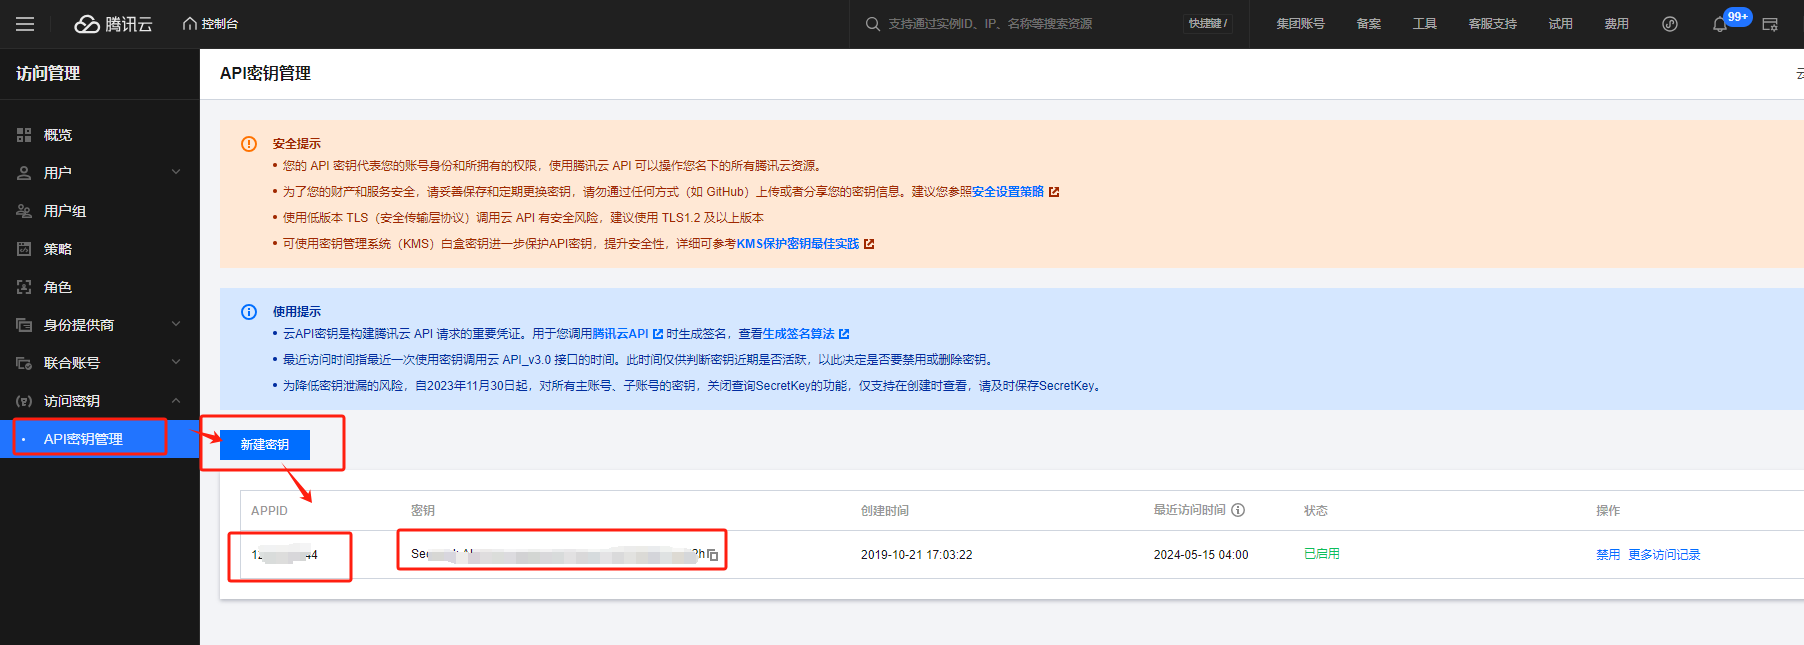 腾讯云 控制台 支持通过实例ID、IP、名称等搜索资源 快捷键 / 集团账号 备案 工具 客服支持 试用 费用 99+
访问管理
API密钥管理
概览
用户
用户组
策略
角色
身份提供商
联合账号
访问密钥
API密钥管理
安全提示
您的 API 密钥代表您的账号身份和所拥有的权限，使用腾讯云 API 可以操作您名下的所有腾讯云资源。
为了您的财产和服务安全，请妥善保存和定期更换密钥，请勿通过任何方式（如 GitHub）上传或者分享您的密钥信息。建议您参照安全设置策略
使用低版本 TLS（安全传输层协议）调用云 API 有安全风险，建议使用 TLS1.2 及以上版本
可使用密钥管理系统（KMS）白盒密钥进一步保护API密钥，提升安全性，详细可参考KMS保护密钥最佳实践
使用提示
云API密钥是构建腾讯云 API 请求的重要凭证。用于您调用腾讯云API 时生成签名，查看生成签名算法
最近访问时间指最近一次使用密钥调用云 API_v3.0 接口的时间。此时间仅供判断密钥近期是否活跃，以此决定是否要禁用或删除密钥。
为降低密钥泄漏的风险，自2023年11月30日起，对所有主账号、子账号的密钥，关闭查询SecretKey的功能，仅支持在创建时查看，请及时保存SecretKey。
新建密钥
APPID 密钥 创建时间 最近访问时间 状态 操作
2019-10-21 17:03:22 2024-05-15 04:00 已启用 禁用 更多访问记录